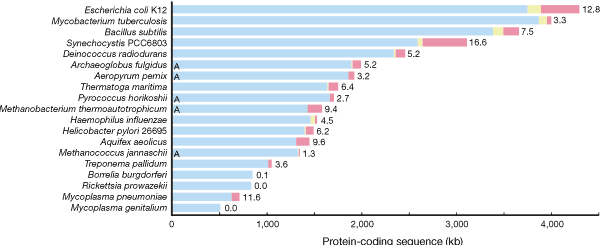 Escherichia coli K12 12.8
Mycobacterium tuberculosis 3.3
Bacillus subtilis 7.5
Synechocystis PCC6803 16.6
Deinococcus radiodurans 5.2
Archaeoglobus fulgidus A 5.2
Aeropyrum pernix A 3.2
Thermatoga maritima 6.4
Pyrococcus horikoshii A 2.7
Methanobacterium thermoautotrophicum A 9.4
Haemophilus influenzae 4.5
Helicobacter pylori 26695 6.2
Aquifex aeolicus 9.6
Methanococcus jannaschii A 1.3
Treponema pallidum 3.6
Borrelia burgdorferi 0.1
Rickettsia prowazekii 0.0
Mycoplasma pneumoniae 11.6
Mycoplasma genitalium 0.0
0 1,000 2,000 3,000 4,000
Protein-coding sequence (kb)